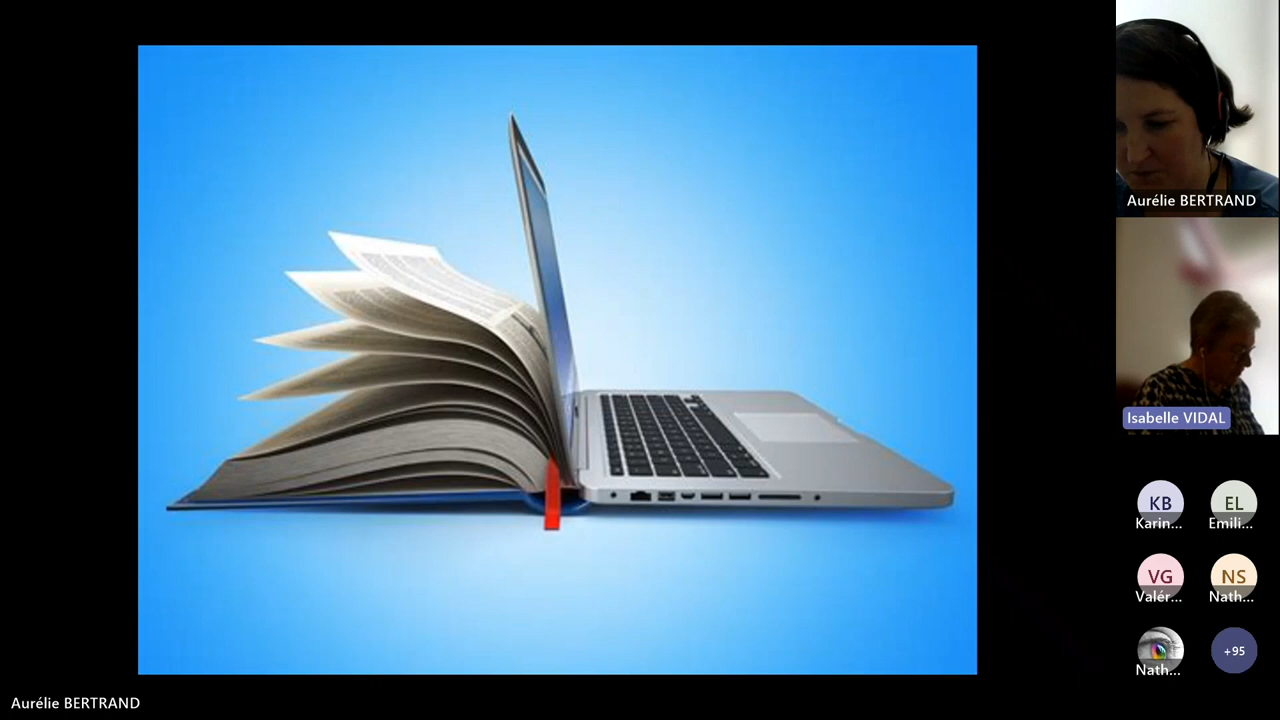 Aurélie BERTRAND
Isabelle VIDAL
KB
EL
Karin...
Emili...
VG
NS
Valér...
Nath...
Nath...
+95
Aurélie BERTRAND